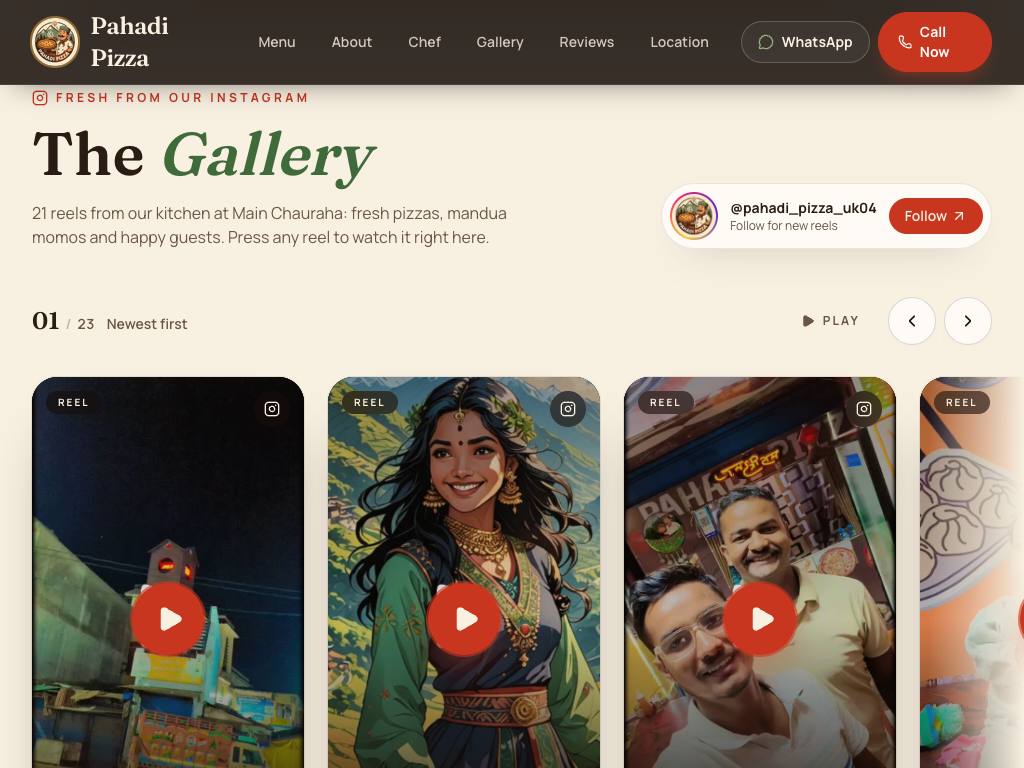 Pahadi
Pizza
Menu
About
Chef
Gallery
Reviews
Location
WhatsApp
Call
Now
FRESH FROM OUR INSTAGRAM
The Gallery
21 reels from our kitchen at Main Chauraha: fresh pizzas, mandua
momos and happy guests. Press any reel to watch it right here.
@pahadi_pizza_uk04
Follow for new reels
Follow
01 / 23 Newest first
PLAY
REEL
REEL
REEL
REEL